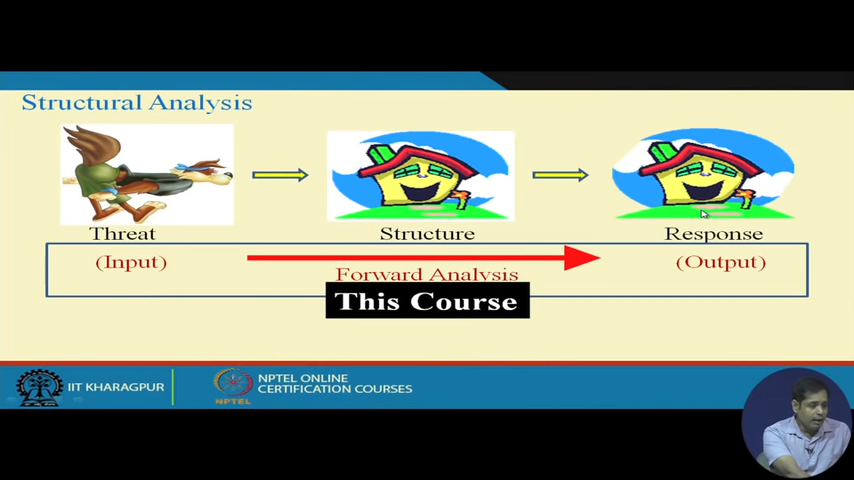 Structural Analysis
Threat
Structure
Response
(Input)
Forward Analysis
(Output)
This Course
IIT KHARAGPUR
NPTEL
NPTEL ONLINE
CERTIFICATION COURSES